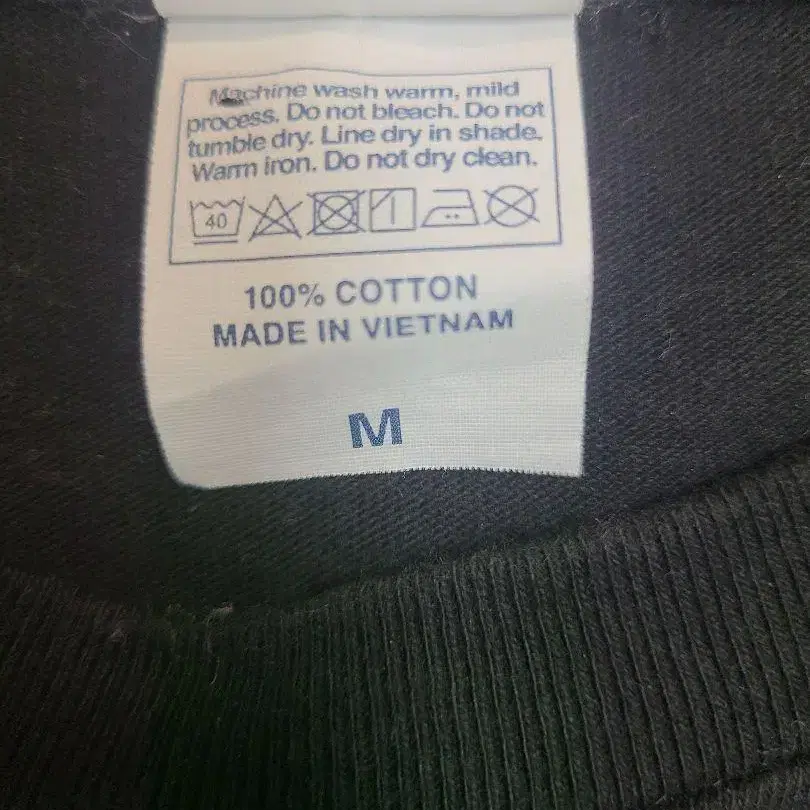 Machine wash warm, mild
process. Do not bleach. Do not
tumble dry. Line dry in shade.
Warm iron. Do not dry clean.
40
100% COTTON
MADE IN VIETNAM
M